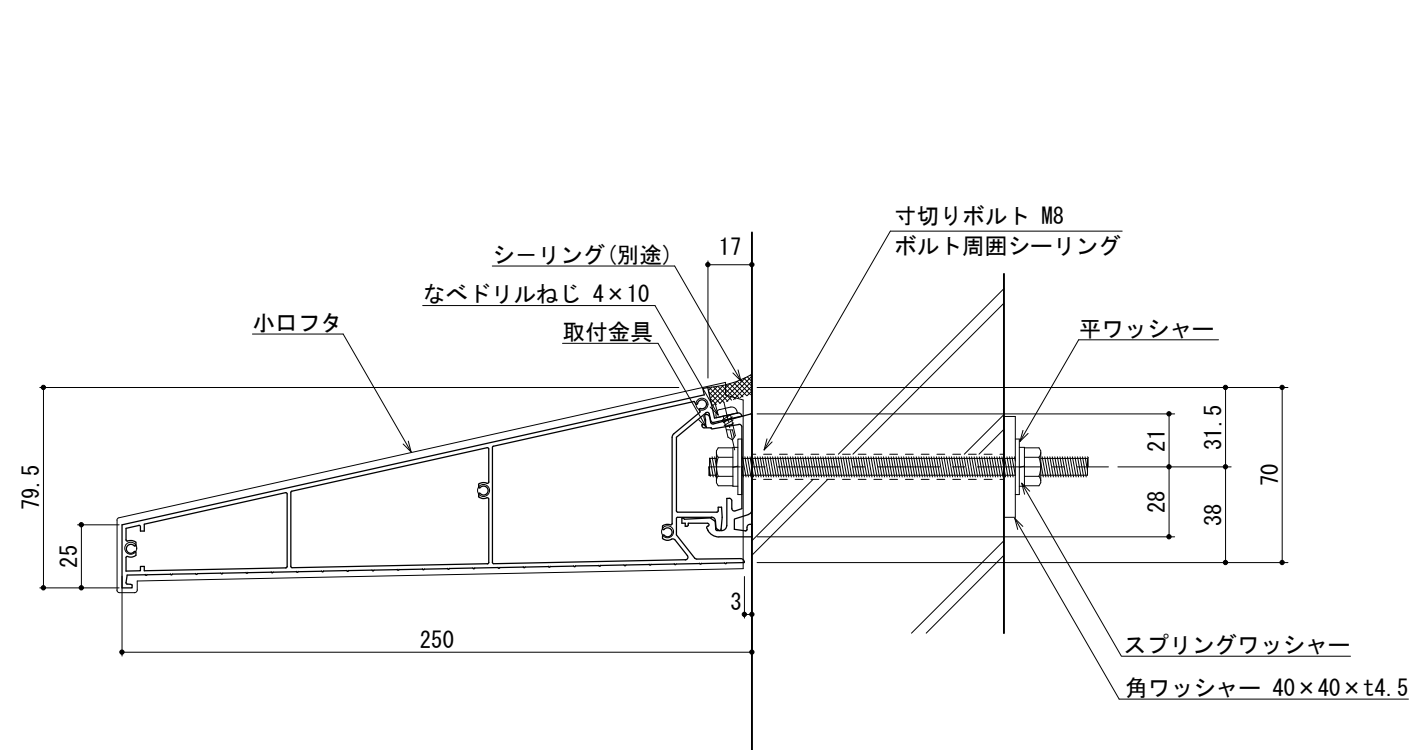 寸切りボルト M8
ボルト周囲シーリング
17
シーリング(別途)
なベドリルねじ 4×10
小口フタ
取付金具
平ワッシャー
79.5
25
21
31.5
28
38
70
3
250
スプリングワッシャー
角ワッシャー 40×40×t4.5